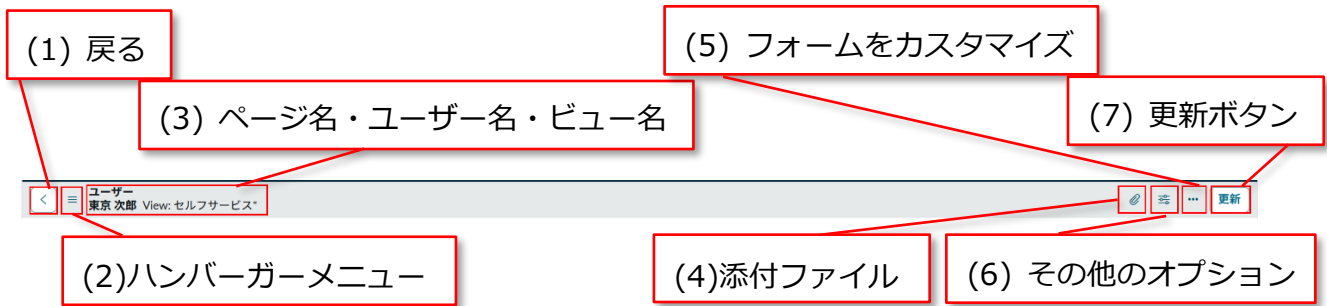 (1) 戻る
(5) フォームをカスタマイズ
(3) ページ名・ユーザー名・ビュー名
(7) 更新ボタン
ユーザー
東京 次郎 View: セルフサービス*
更新
(2)ハンバーガーメニュー
(4)添付ファイル
(6) その他のオプション